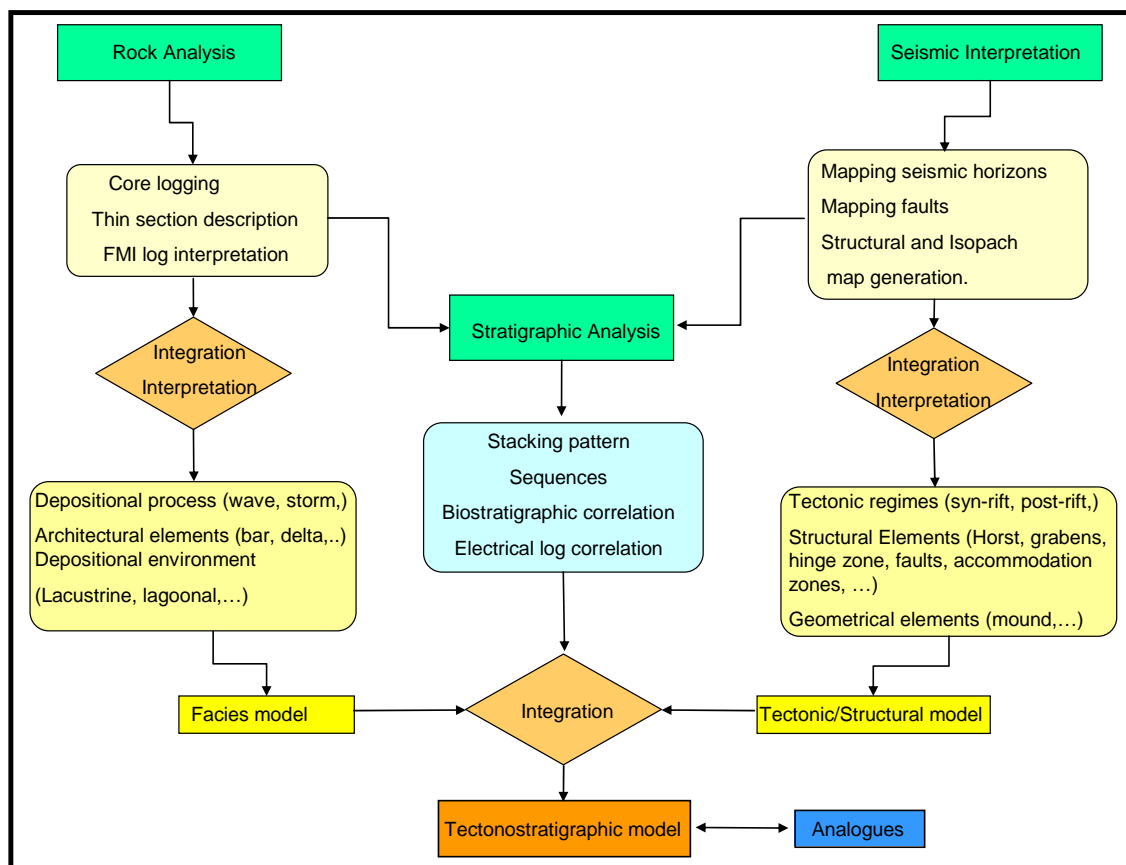 Rock Analysis
Seismic Interpretation
Core logging
Thin section description
FMI log interpretation
Mapping seismic horizons
Mapping faults
Structural and Isopach
map generation.
Stratigraphic Analysis
Integration
Interpretation
Integration
Interpretation
Stacking pattern
Sequences
Biostratigraphic correlation
Electrical log correlation
Depositional process (wave, storm,)
Architectural elements (bar, delta,..)
Depositional environment
(Lacustrine, lagoonal,…)
Tectonic regimes (syn-rift, post-rift,)
Structural Elements (Horst, grabens,
hinge zone, faults, accommodation
zones, …)
Geometrical elements (mound,…)
Facies model
Integration
Tectonic/Structural model
Tectonostratigraphic model
Analogues